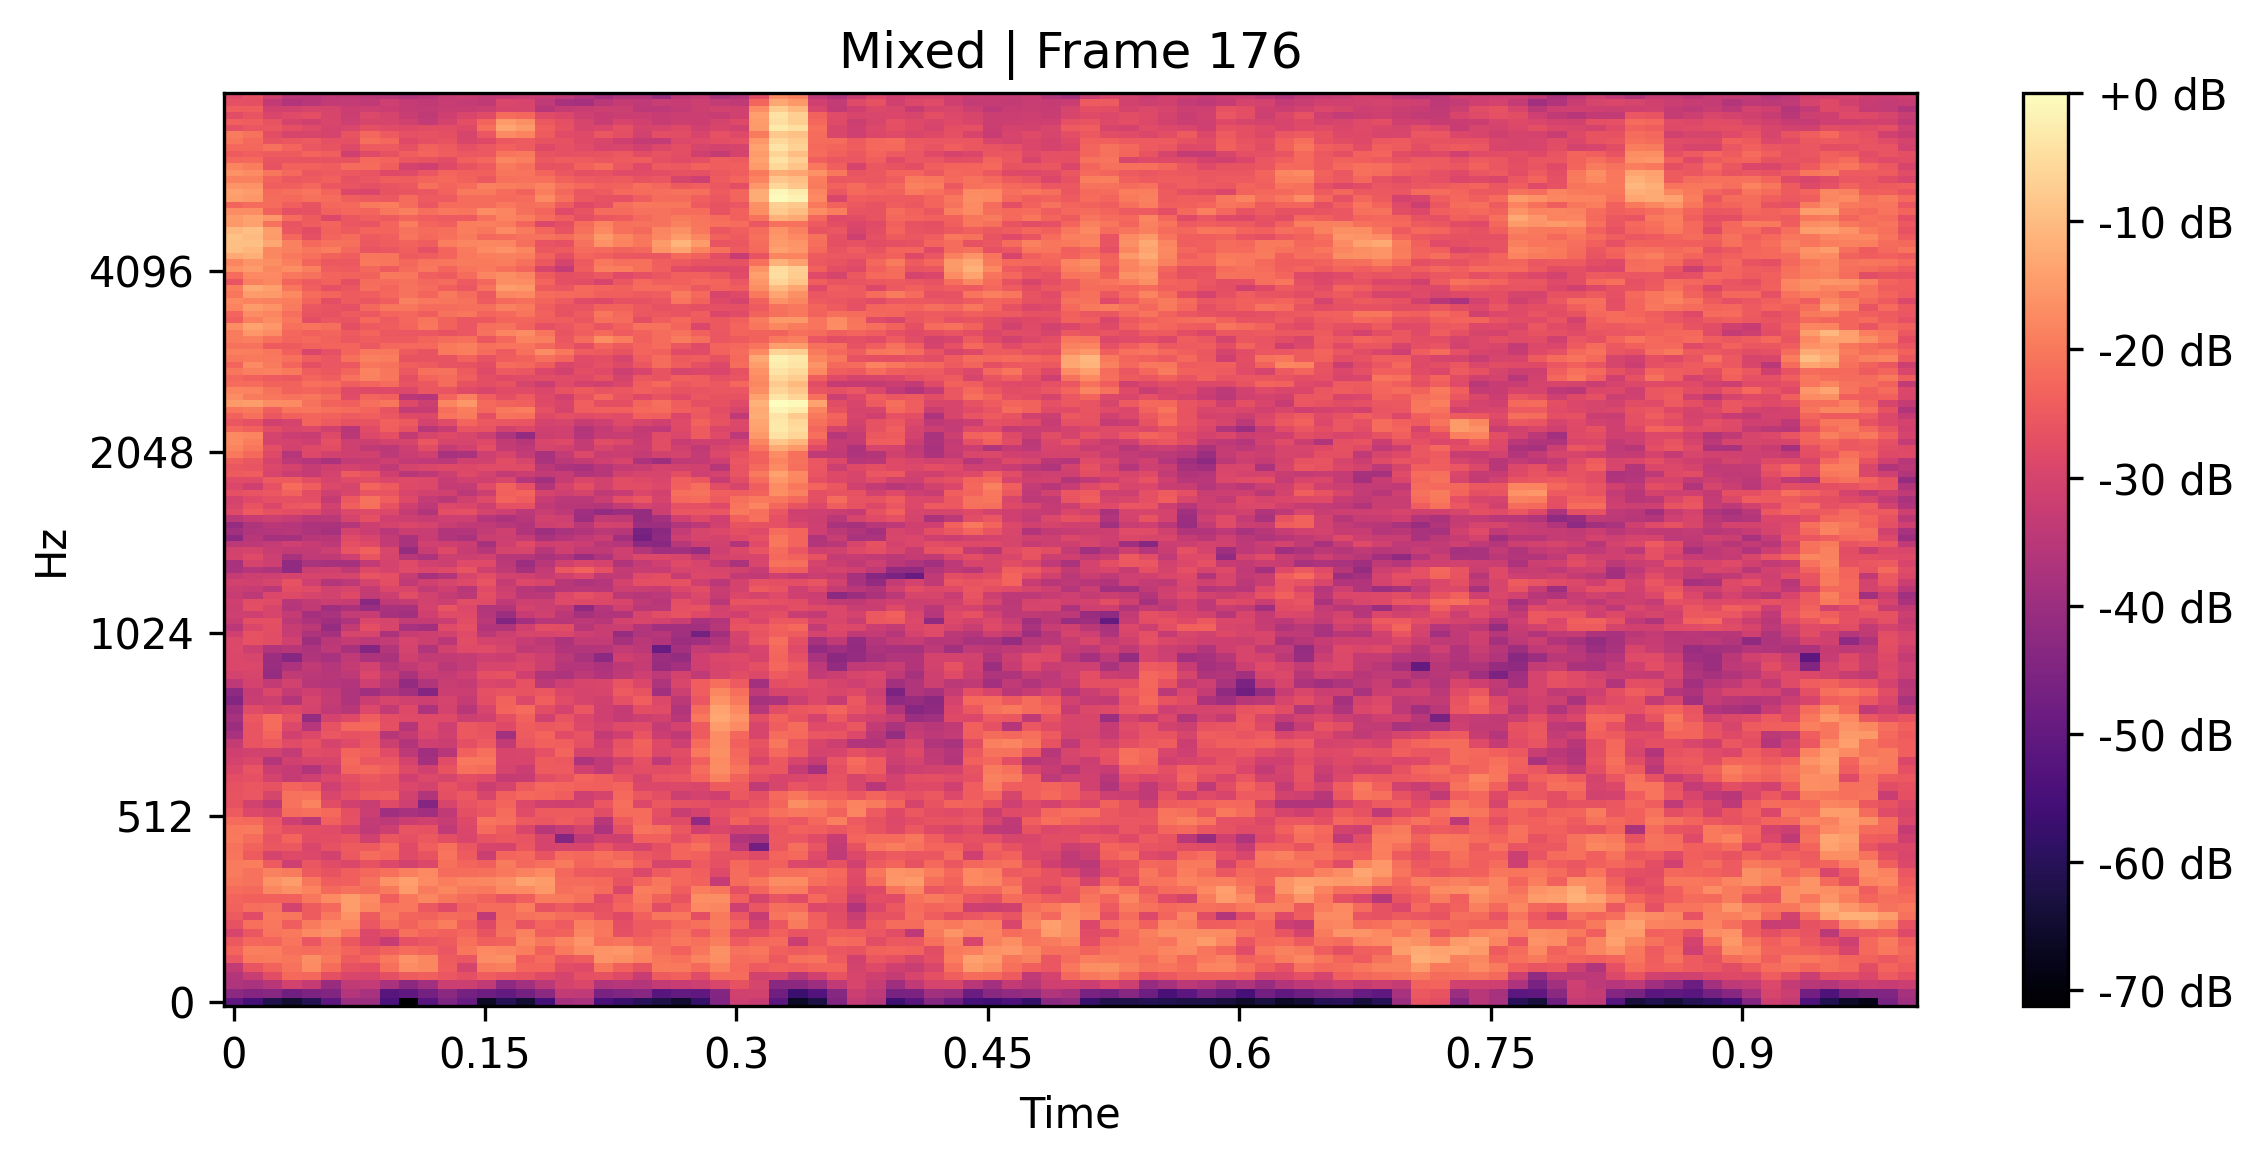 Mixed | Frame 176
+0 dB
-10 dB
-20 dB
-30 dB
-40 dB
-50 dB
-60 dB
-70 dB
4096
2048
1024
512
0
Hz
0 0.15 0.3 0.45 0.6 0.75 0.9
Time